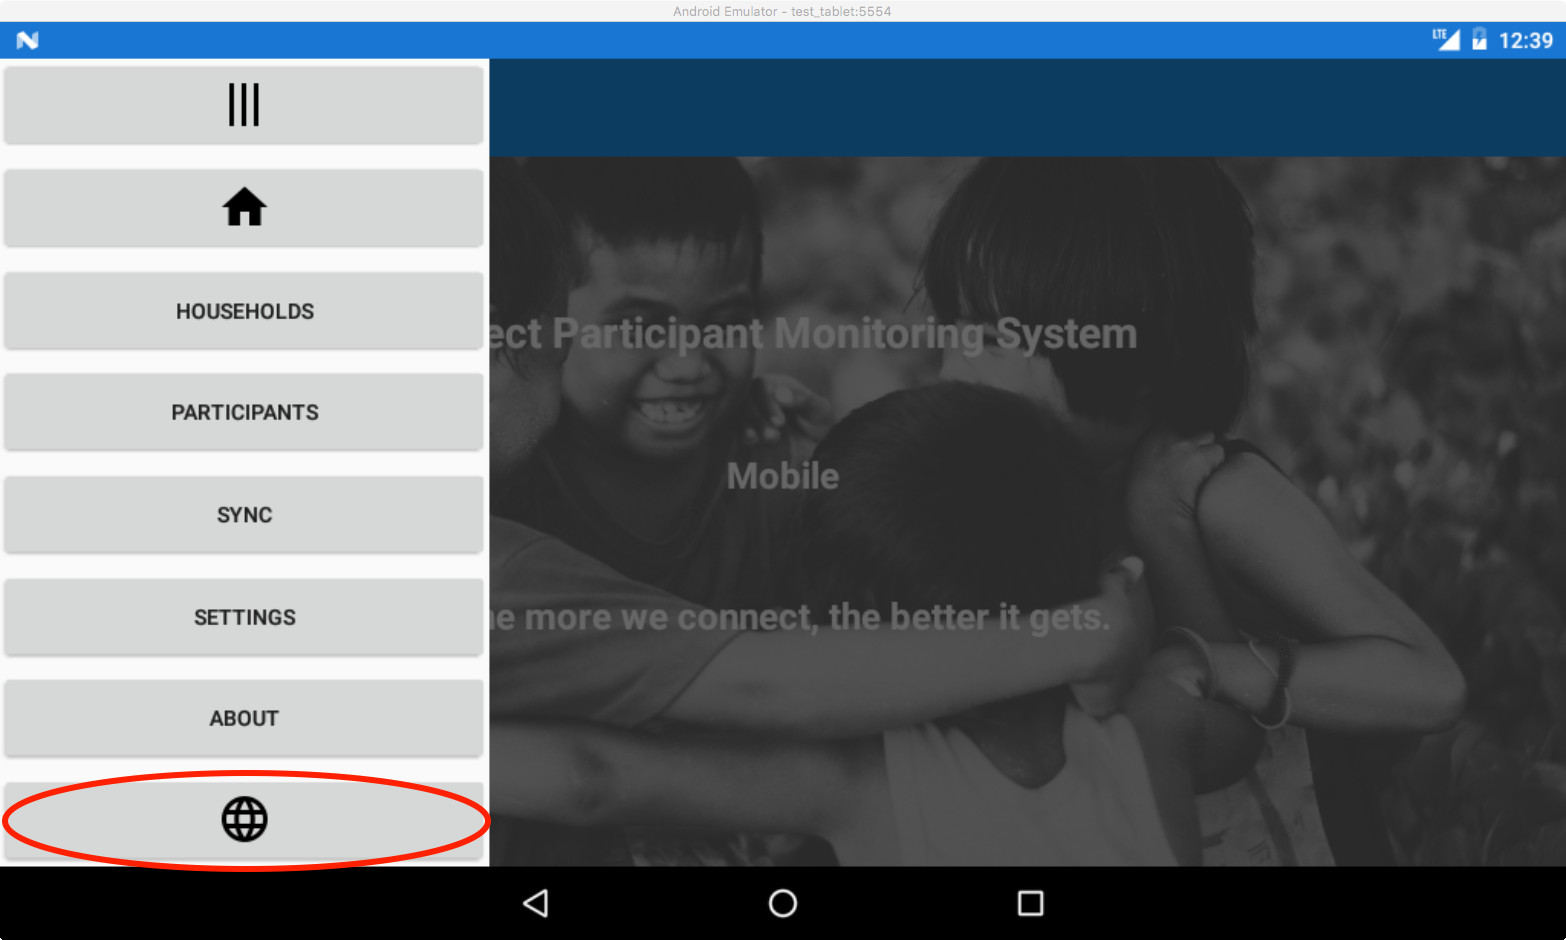 Android Emulator - test_tablet:5554
LTE 12:39
HOUSEHOLDS
PARTICIPANTS
SYNC
SETTINGS
ABOUT
ect Participant Monitoring System
Mobile
e more we connect, the better it gets.